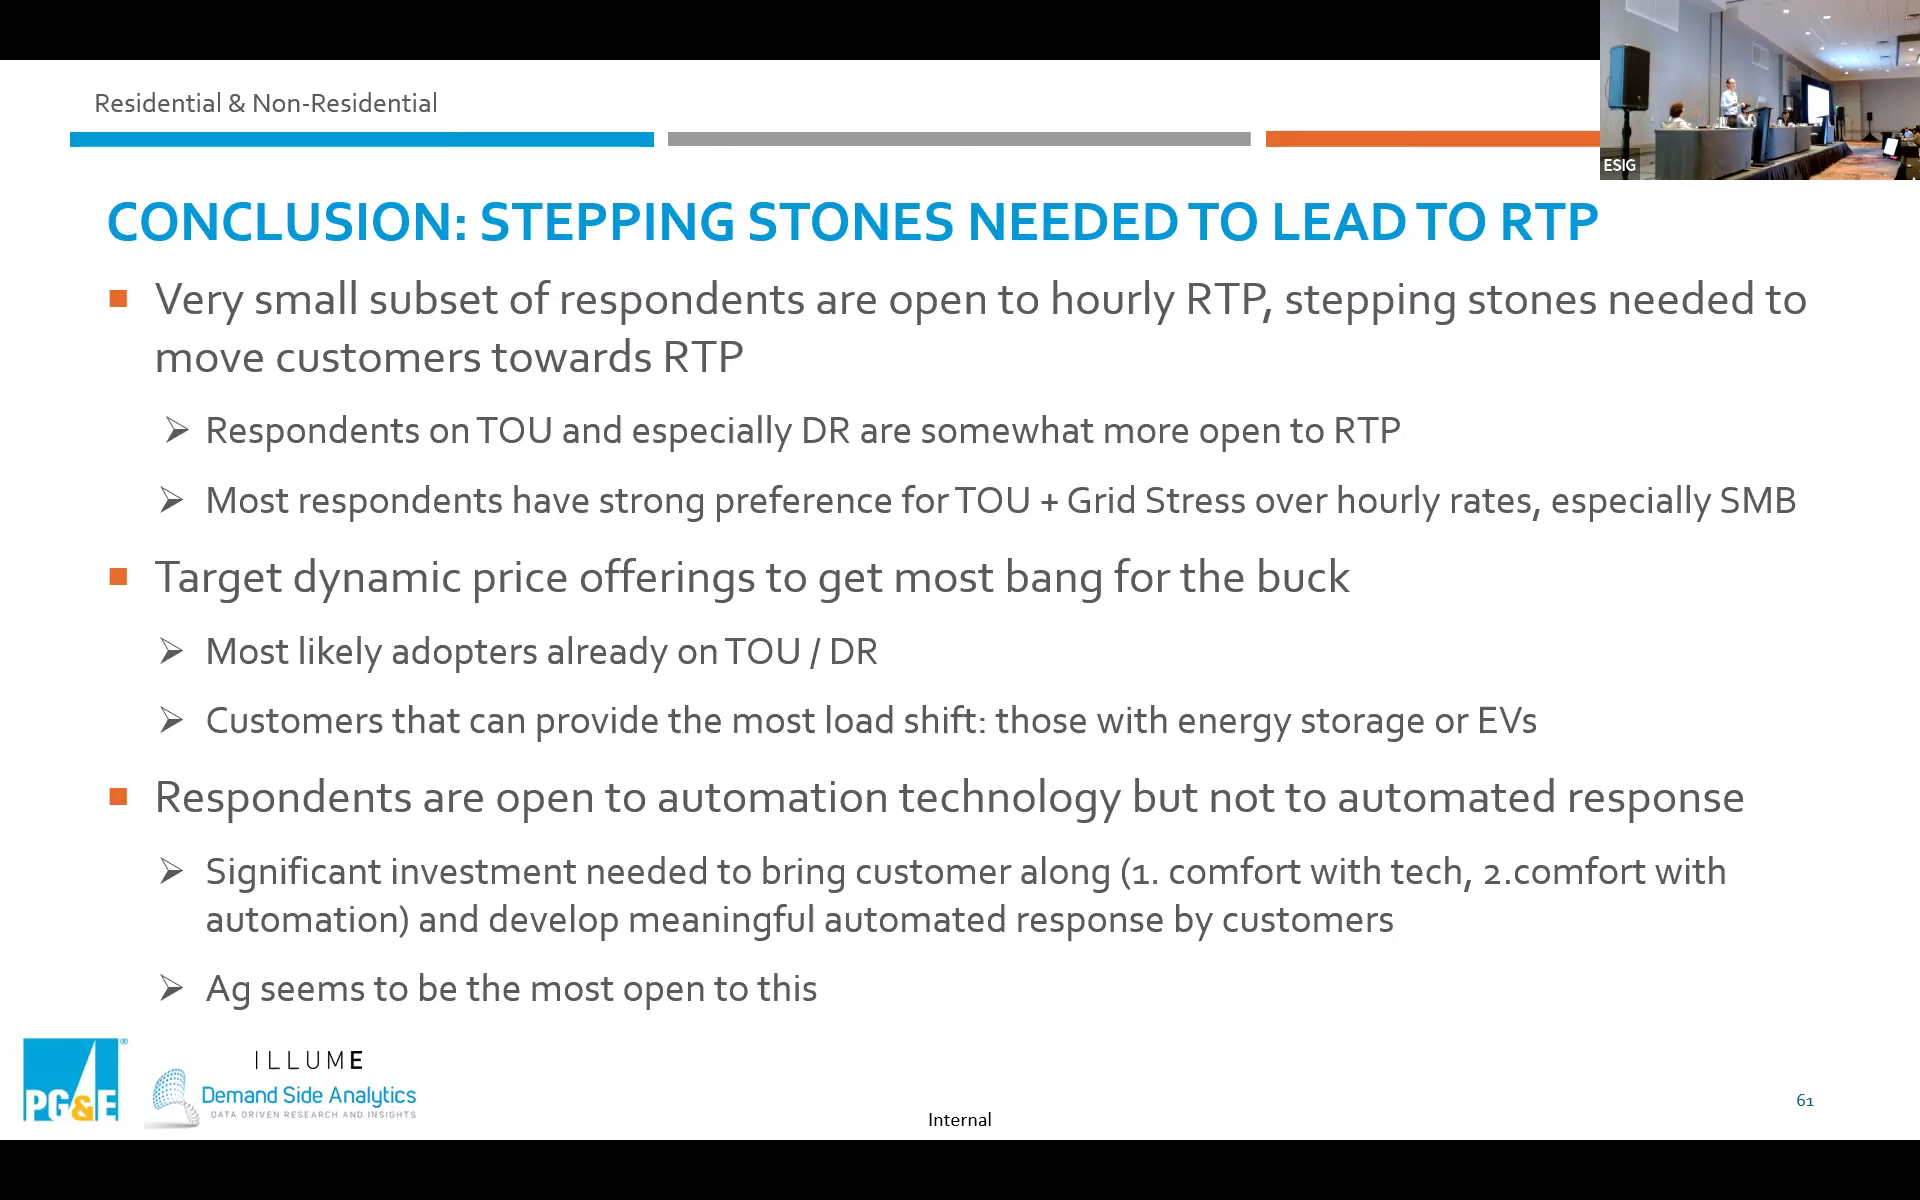 Residential & Non-Residential
ESIG
CONCLUSION: STEPPING STONES NEEDED TO LEAD TO RTP
Very small subset of respondents are open to hourly RTP, stepping stones needed to
move customers towards RTP
Respondents on TOU and especially DR are somewhat more open to RTP
Most respondents have strong preference for TOU + Grid Stress over hourly rates, especially SMB
Target dynamic price offerings to get most bang for the buck
Most likely adopters already on TOU / DR
Customers that can provide the most load shift: those with energy storage or EVs
Respondents are open to automation technology but not to automated response
Significant investment needed to bring customer along (1. comfort with tech, 2.comfort with
automation) and develop meaningful automated response by customers
Ag seems to be the most open to this
PG&E®
ILLUME
Demand Side Analytics
DATA DRIVEN RESEARCH AND INSIGHTS
Internal
61